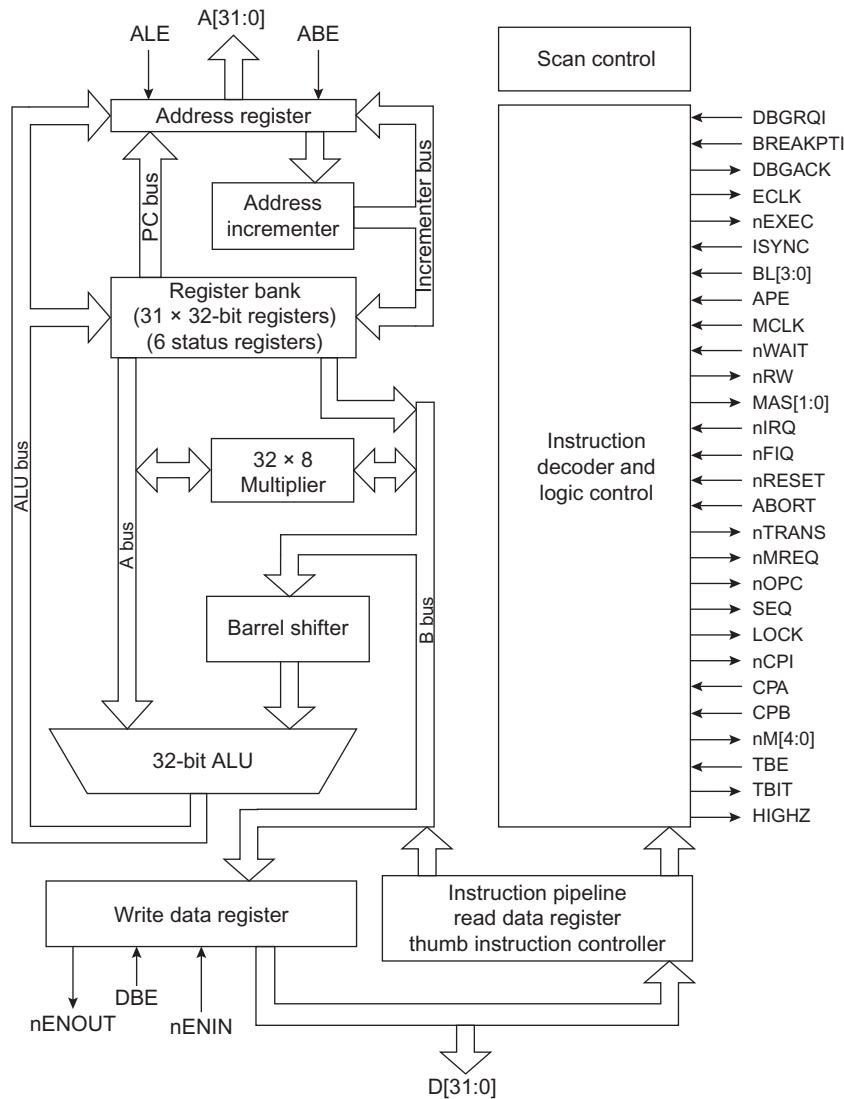 A[31:0]
ALE
ABE
Scan control
Address register
Address
incrementer
PC bus
Incrementer bus
Register bank
(31 × 32-bit registers)
(6 status registers)
ALU bus
A bus
32 × 8
Multiplier
Barrel shifter
B bus
32-bit ALU
Instruction
decoder and
logic control
DBGRQI
BREAKPTI
DBGACK
ECLK
nEXEC
ISYNC
BL[3:0]
APE
MCLK
nWAIT
nRW
MAS[1:0]
nIRQ
nFIQ
nRESET
ABORT
nTRANS
nMREQ
nOPC
SEQ
LOCK
nCPI
CPA
CPB
nM[4:0]
TBE
TBIT
HIGHZ
Write data register
Instruction pipeline
read data register
thumb instruction controller
nENOUT
DBE
nENIN
D[31:0]